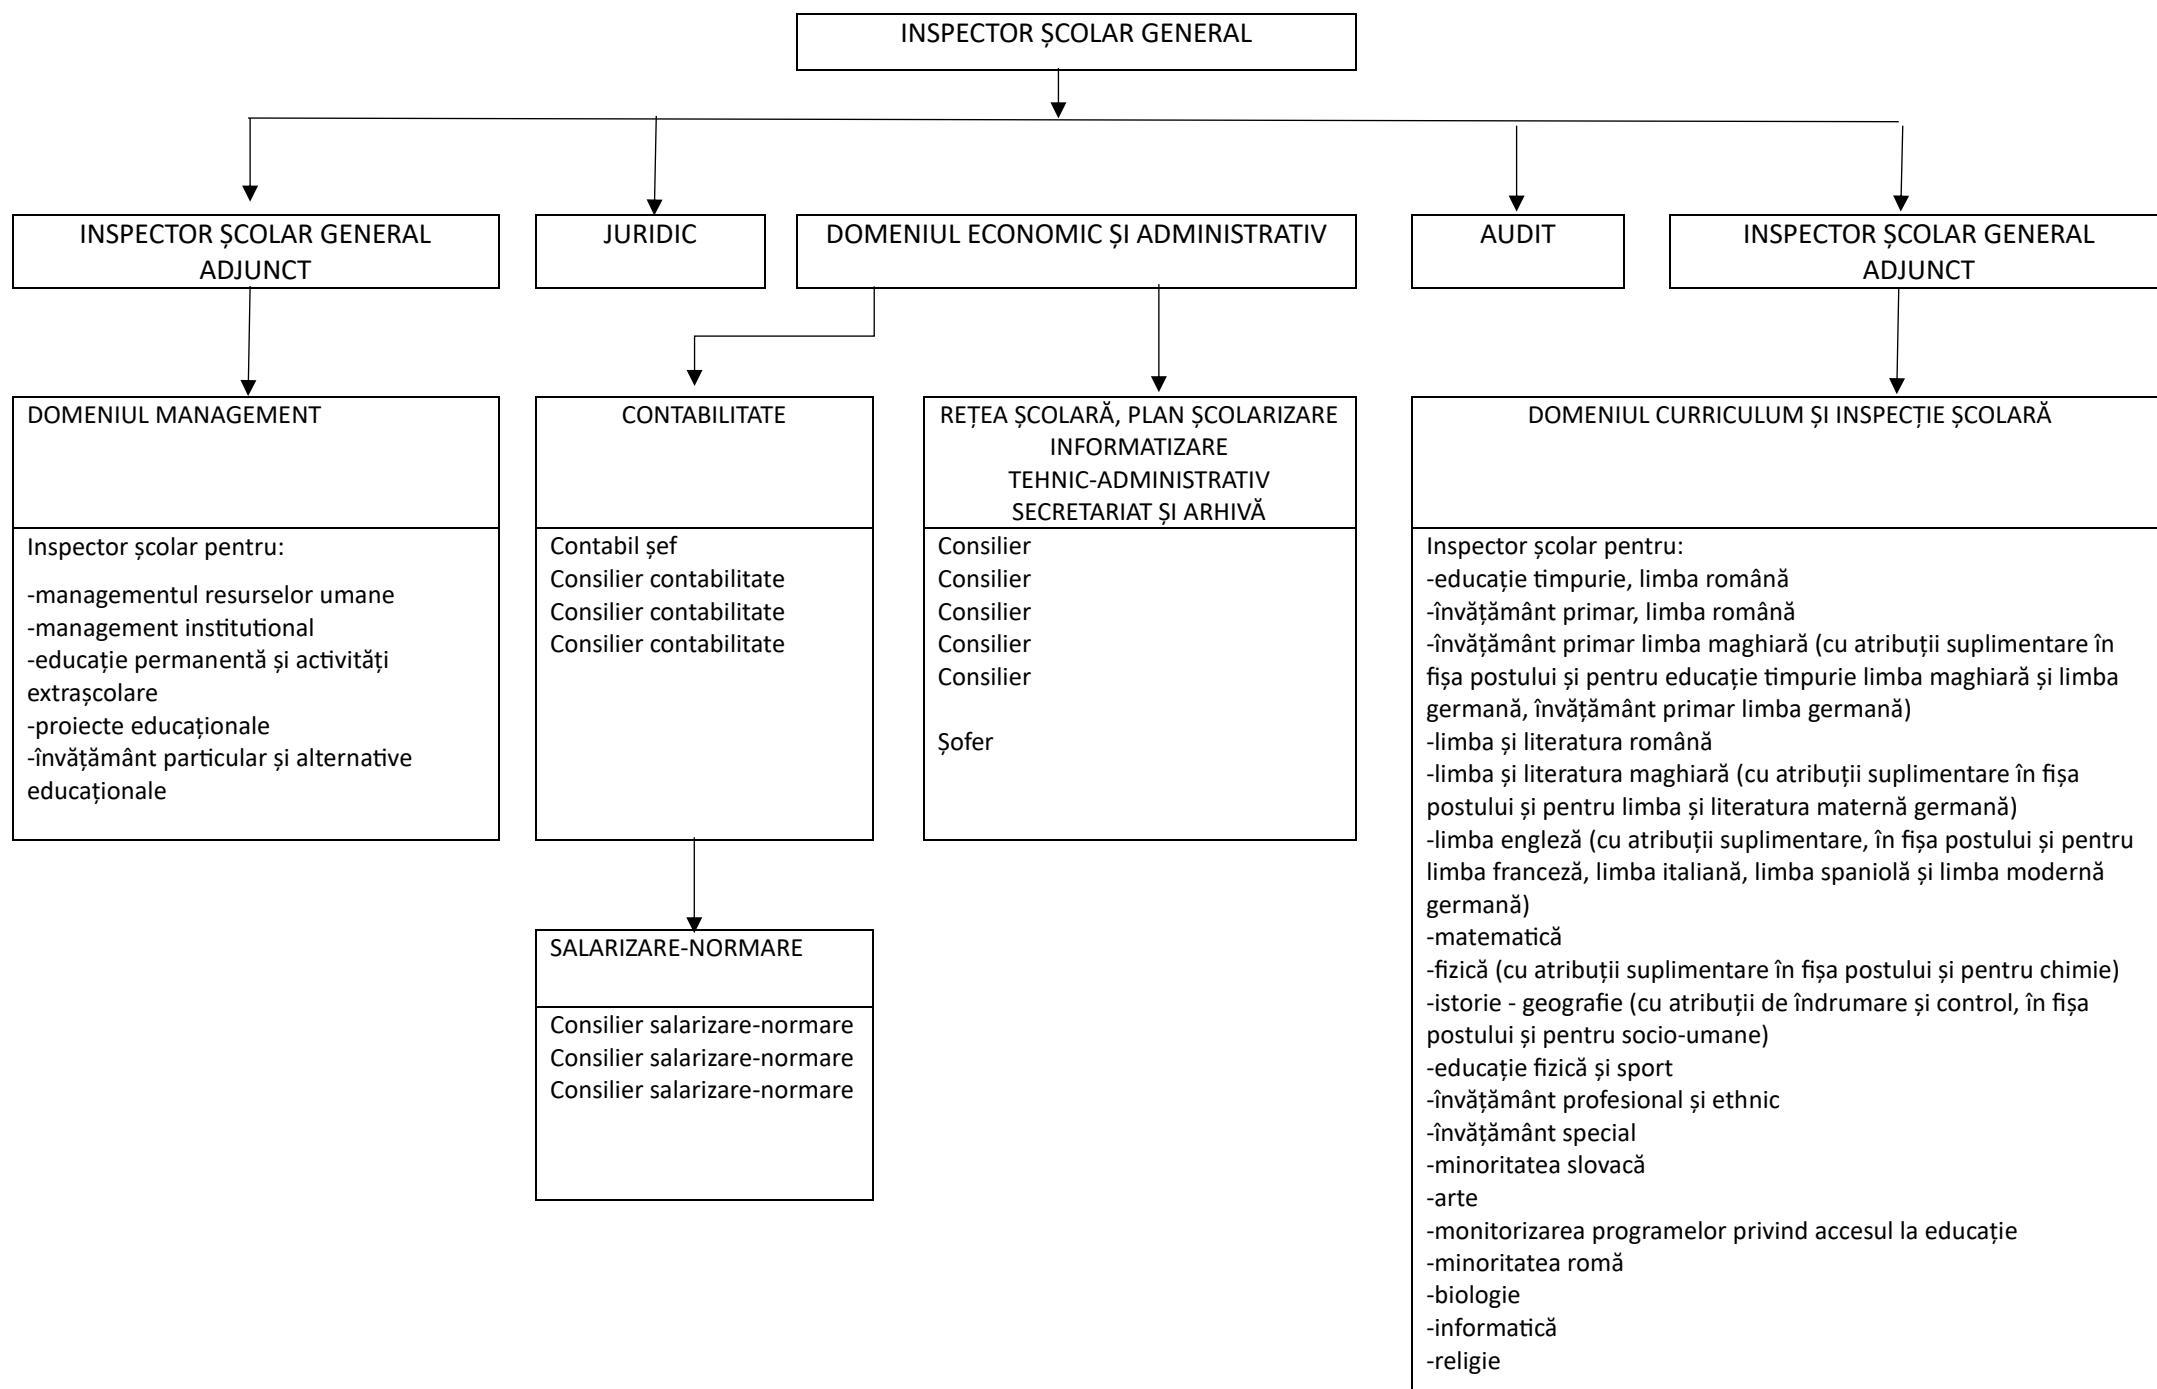 INSPECTOR ȘCOLAR GENERAL
INSPECTOR ȘCOLAR GENERAL
ADJUNCT
JURIDIC
DOMENIUL ECONOMIC ȘI ADMINISTRATIV
AUDIT
INSPECTOR ȘCOLAR GENERAL
ADJUNCT
DOMENIUL MANAGEMENT
Inspector școlar pentru:
-managementul resurselor umane
-management instituțional
-educație permanentă și activități
extrașcolare
-proiecte educaționale
-învățământ particular și alternative
educaționale
CONTABILITATE
Contabil șef
Consilier contabilitate
Consilier contabilitate
Consilier contabilitate
SALARIZARE-NORMARE
Consilier salarizare-normare
Consilier salarizare-normare
Consilier salarizare-normare
REȚEA ȘCOLARĂ, PLAN ȘCOLARIZARE
INFORMATIZARE
TEHNIC-ADMINISTRATIV
SECRETARIAT ȘI ARHIVĂ
Consilier
Consilier
Consilier
Consilier
Consilier
Șofer
DOMENIUL CURRICULUM ȘI INSPECȚIE ȘCOLARĂ
Inspector școlar pentru:
-educație timpurie, limba română
-învățământ primar, limba română
-învățământ primar limba maghiară (cu atribuții suplimentare în
fișa postului și pentru educație timpurie limba maghiară și limba
germană, învățământ primar limba germană)
-limba și literatura română
-limba și literatura maghiară (cu atribuții suplimentare în fișa
postului și pentru limba și literatura maternă germană)
-limba engleză (cu atribuții suplimentare, în fișa postului și pentru
limba franceză, limba italiană, limba spaniolă și limba modernă
germană)
-matematică
-fizică (cu atribuții suplimentare în fișa postului și pentru chimie)
-istorie - geografie (cu atribuții de îndrumare și control, în fișa
postului și pentru socio-umane)
-educație fizică și sport
-învățământ profesional și ethnic
-învățământ special
-minoritatea slovacă
-arte
-monitorizarea programelor privind accesul la educație
-minoritatea romă
-biologie
-informatică
-religie